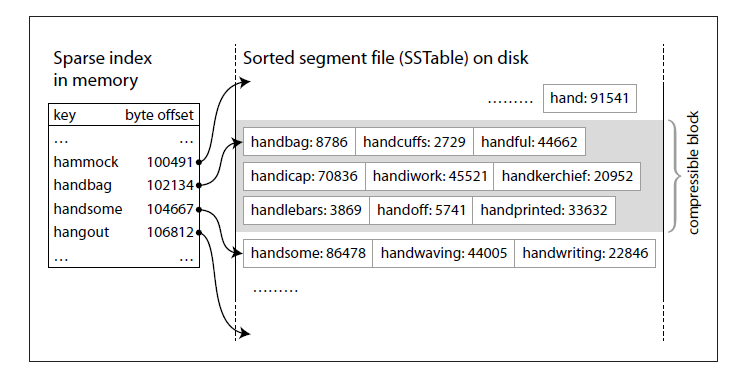 Sparse index
in memory
key byte offset
... ...
hammock 100491
handbag 102134
handsome 104667
hangout 106812
... ...
Sorted segment file (SSTable) on disk
......... hand: 91541
handbag: 8786 handcuffs: 2729 handful: 44662
handicap: 70836 handiwork: 45521 handkerchief: 20952
handlebars: 3869 handoff: 5741 handprinted: 33632
handsome: 86478 handwaving: 44005 handwriting: 22846
.........
compressible block